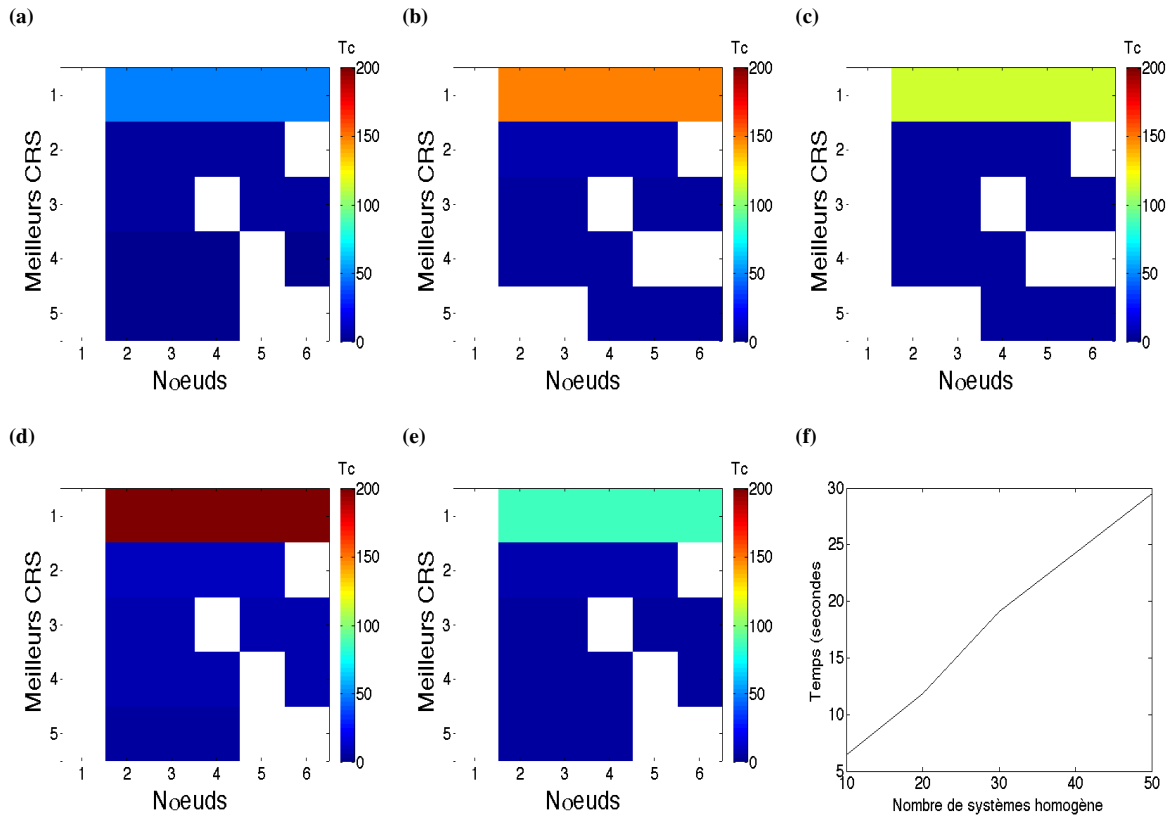 (a)
Tc
200
150
100
50
0
Meilleurs CRS
1
2
3
4
5
1 2 3 4 5 6
Noeuds
(b)
Tc
200
150
100
50
0
Meilleurs CRS
1
2
3
4
5
1 2 3 4 5 6
Noeuds
(c)
Tc
200
150
100
50
0
Meilleurs CRS
1
2
3
4
5
1 2 3 4 5 6
Noeuds
(d)
Tc
200
150
100
50
0
Meilleurs CRS
1
2
3
4
5
1 2 3 4 5 6
Noeuds
(e)
Tc
200
150
100
50
0
Meilleurs CRS
1
2
3
4
5
1 2 3 4 5 6
Noeuds
(f)
Temps (secondes
30
25
20
15
10
5
10 20 30 40 50
Nombre de systèmes homogène